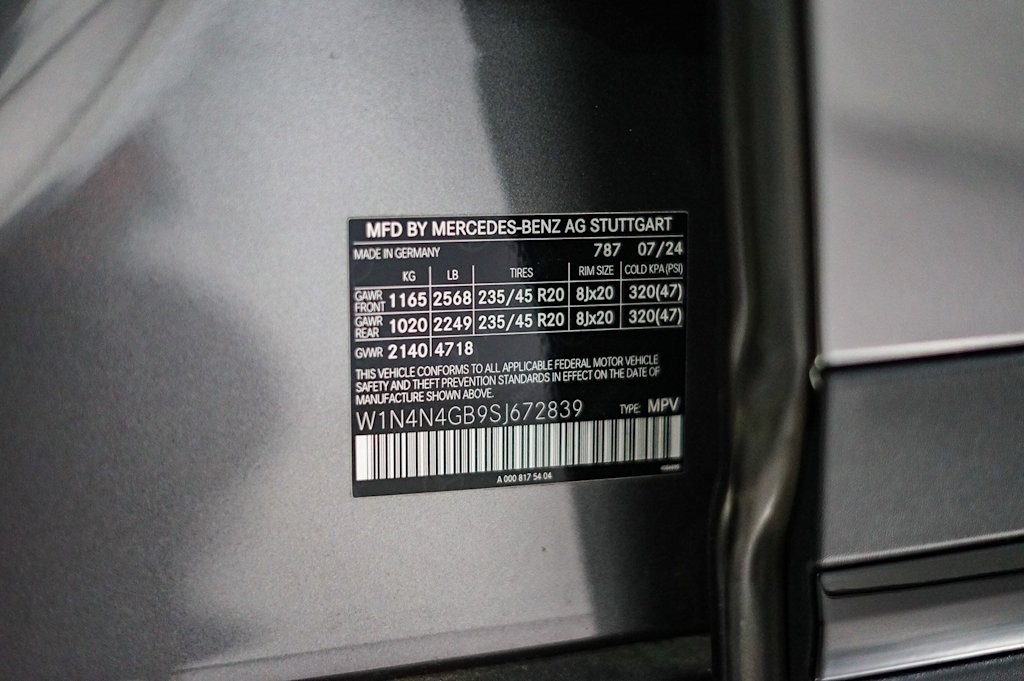 MFD BY MERCEDES-BENZ AG STUTTGART
MADE IN GERMANY 787 07/24
KG LB TIRES RIM SIZE COLD KPA (PSI)
GAWR FRONT 1165 2568 235/45 R20 8Jx20 320(47)
GAWR REAR 1020 2249 235/45 R20 8Jx20 320(47)
GVWR 2140 4718
THIS VEHICLE CONFORMS TO ALL APPLICABLE FEDERAL MOTOR VEHICLE
SAFETY AND THEFT PREVENTION STANDARDS IN EFFECT ON THE DATE OF
MANUFACTURE SHOWN ABOVE.
W1N4N4GB9SJ672839 TYPE: MPV
A 000 817 54 04